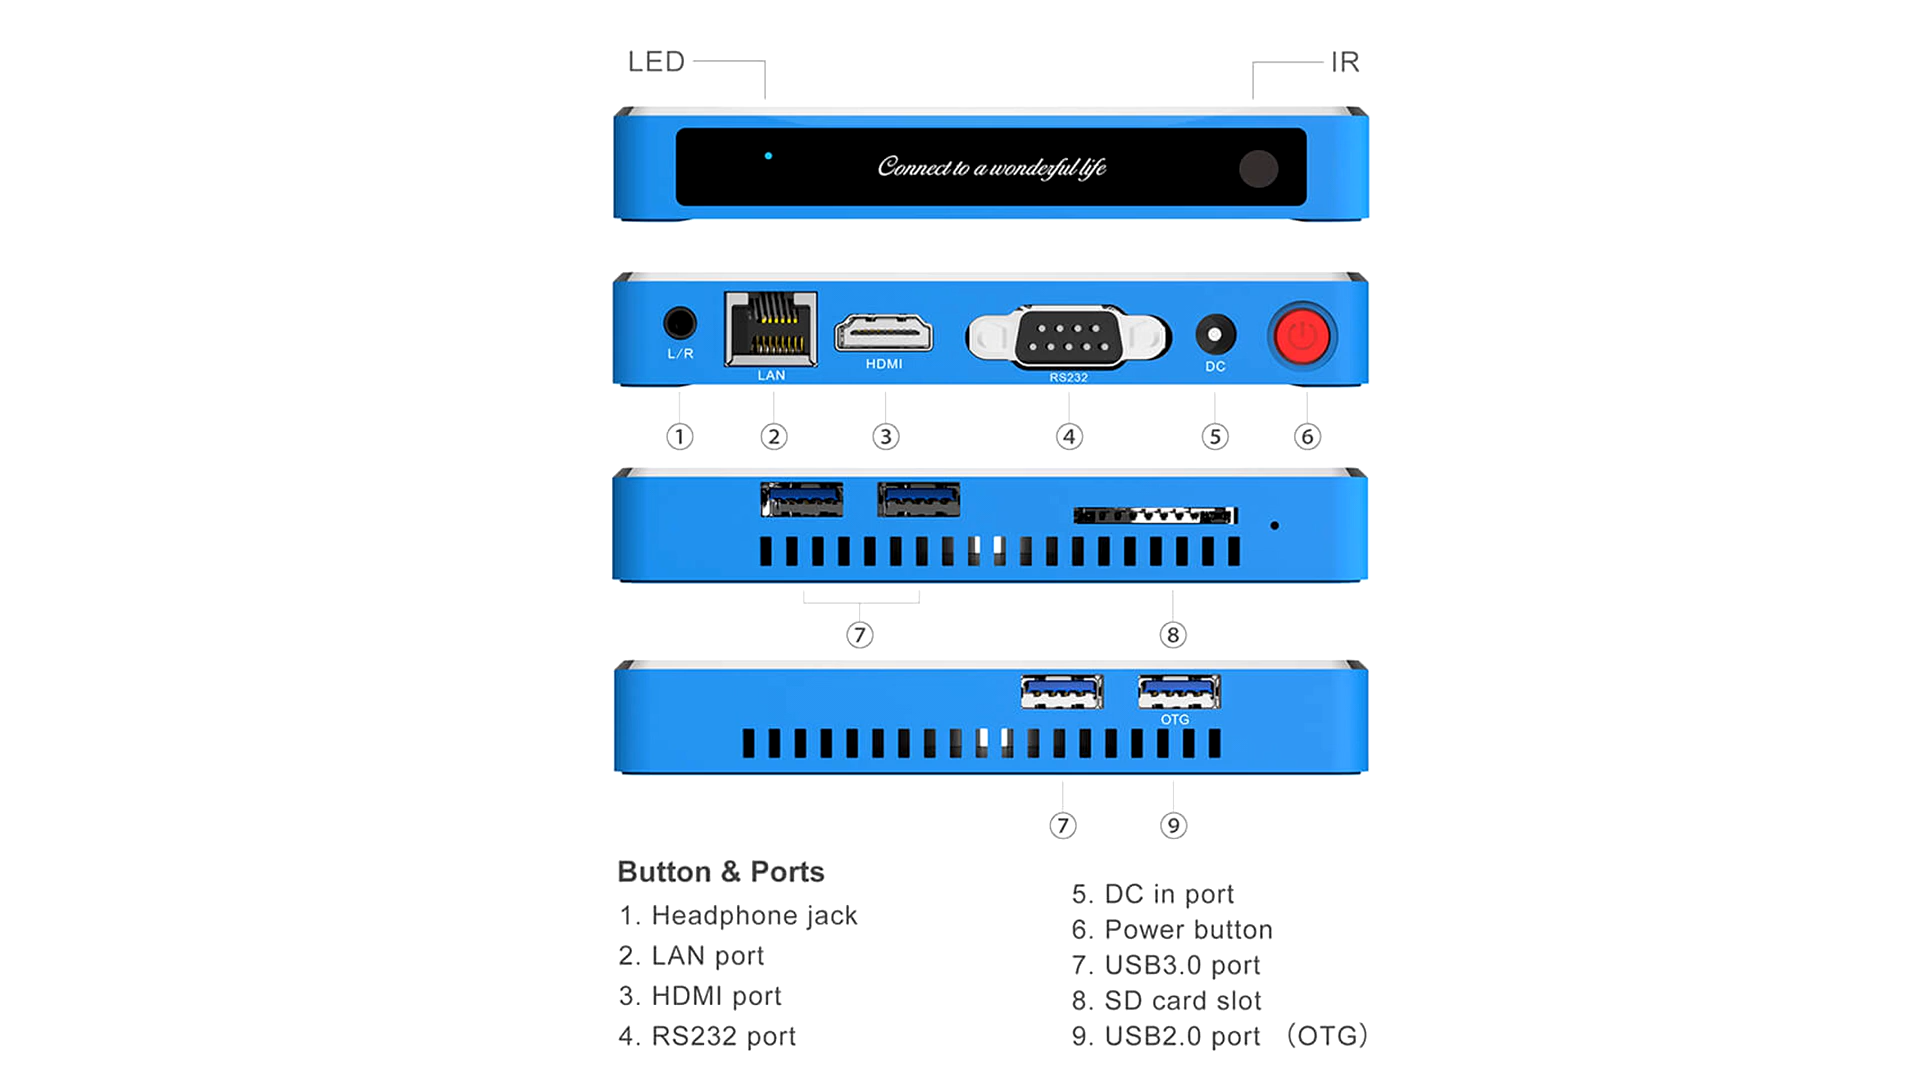 LED
IR
Connect to a wonderful life
L/R
LAN
HDMI
RS232
DC
① ② ③ ④ ⑤ ⑥
⑦ ⑧
OTG
⑦ ⑨
Button & Ports
1. Headphone jack
2. LAN port
3. HDMI port
4. RS232 port
5. DC in port
6. Power button
7. USB3.0 port
8. SD card slot
9. USB2.0 port （OTG）